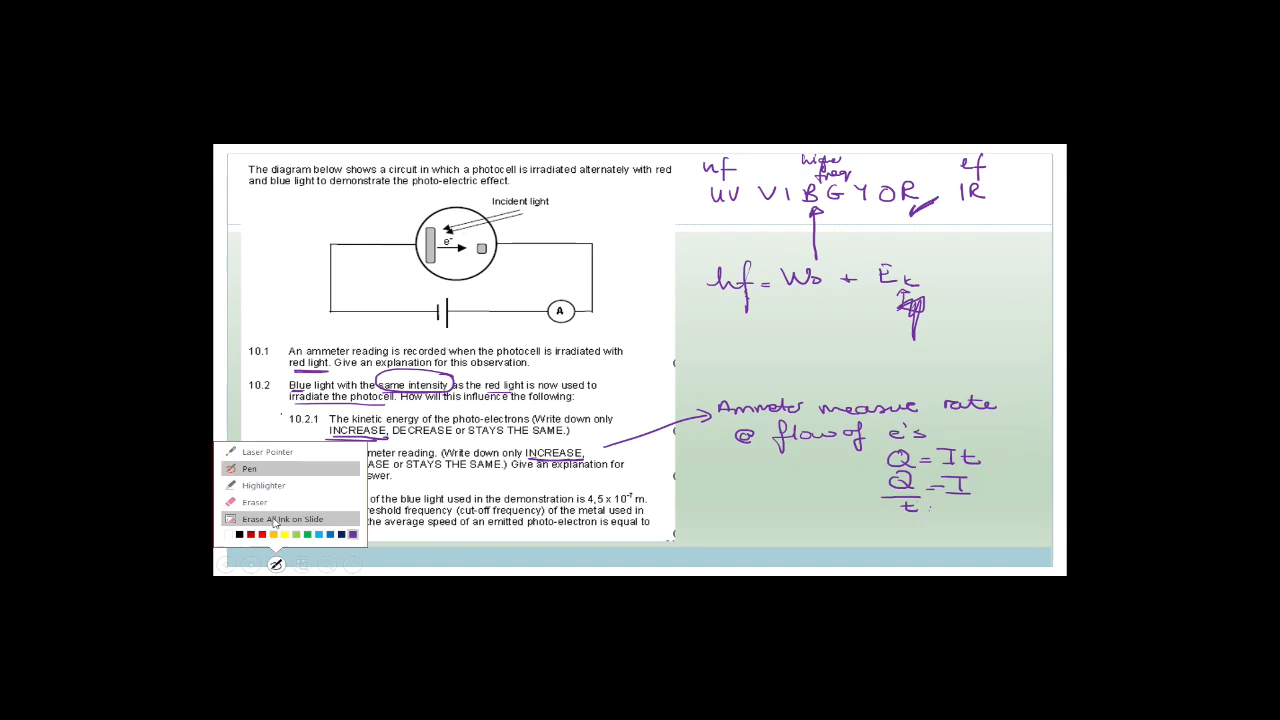 The diagram below shows a circuit in which a photocell is irradiated alternately with red
and blue light to demonstrate the photo-electric effect.
Incident light
e-
A
10.1 An ammeter reading is recorded when the photocell is irradiated with
red light. Give an explanation for this observation.
10.2 Blue light with the same intensity as the red light is now used to
irradiate the photocell. How will this influence the following:
10.2.1 The kinetic energy of the photo-electrons (Write down only
INCREASE, DECREASE or STAYS THE SAME.)
meter reading. (Write down only INCREASE,
ASE or STAYS THE SAME.) Give an explanation for
swer.
of the blue light used in the demonstration is 4,5 x 10-7 m.
reshold frequency (cut-off frequency) of the metal used in
the average speed of an emitted photo-electron is equal to
Laser Pointer
Pen
Highlighter
Eraser
Erase All Ink on Slide
high
freq
UV V I B G Y O R IR
hf = Wo + Ek
Ammeter measure rate
@ flow of e's
Q = It
Q
t
= I